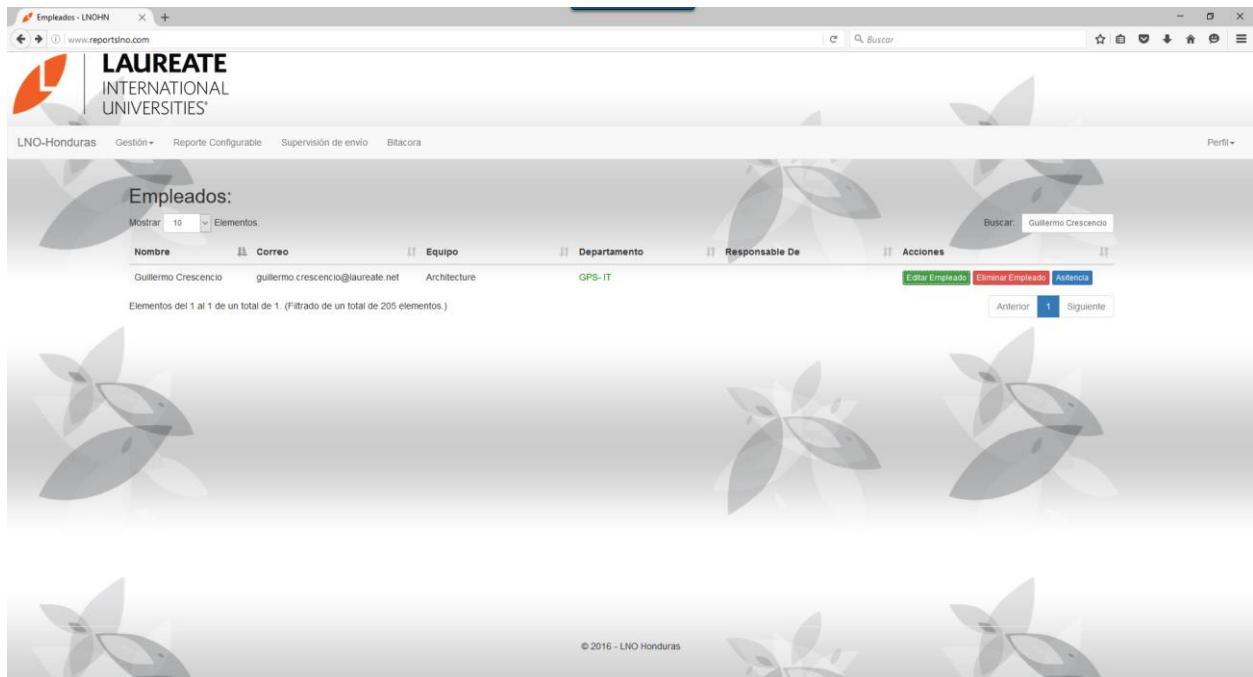 Empleados - LNOHN
www.reportslno.com
Buscar
LAUREATE
INTERNATIONAL
UNIVERSITIES®
LNO-Honduras Gestión Reporte Configurable Supervisión de envío Bitacora Perfil
Empleados:
Mostrar 10 Elementos. Buscar: Guillermo Crescencio
Nombre Correo Equipo Departamento Responsable De Acciones
Guillermo Crescencio guillermo.crescencio@laureate.net Architecture GPS- IT Editar Empleado Eliminar Empleado Asitencia
Elementos del 1 al 1 de un total de 1. (Filtrado de un total de 205 elementos.) Anterior 1 Siguiente
© 2016 - LNO Honduras